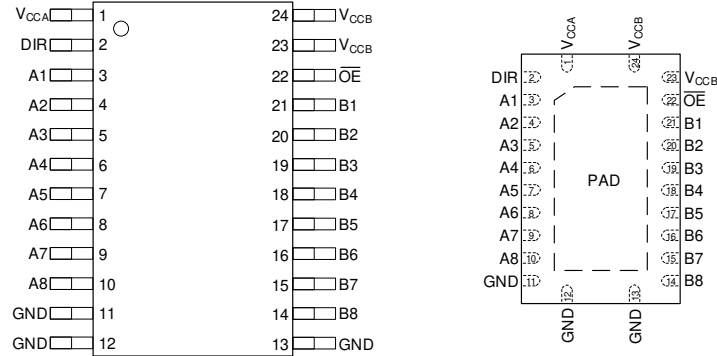 VCCA 1 24 VCCB
DIR 2 23 VCCB
A1 3 22 OE
A2 4 21 B1
A3 5 20 B2
A4 6 19 B3
A5 7 18 B4
A6 8 17 B5
A7 9 16 B6
A8 10 15 B7
GND 11 14 B8
GND 12 13 GND
VCCA VCCB
1 24
DIR 2 23 VCCB
A1 3 22 OE
A2 4 21 B1
A3 5 20 B2
A4 6 19 B3
A5 7 18 B4
A6 8 17 B5
A7 9 16 B6
A8 10 15 B7
GND 11 14 B8
PAD
12 13
GND GND